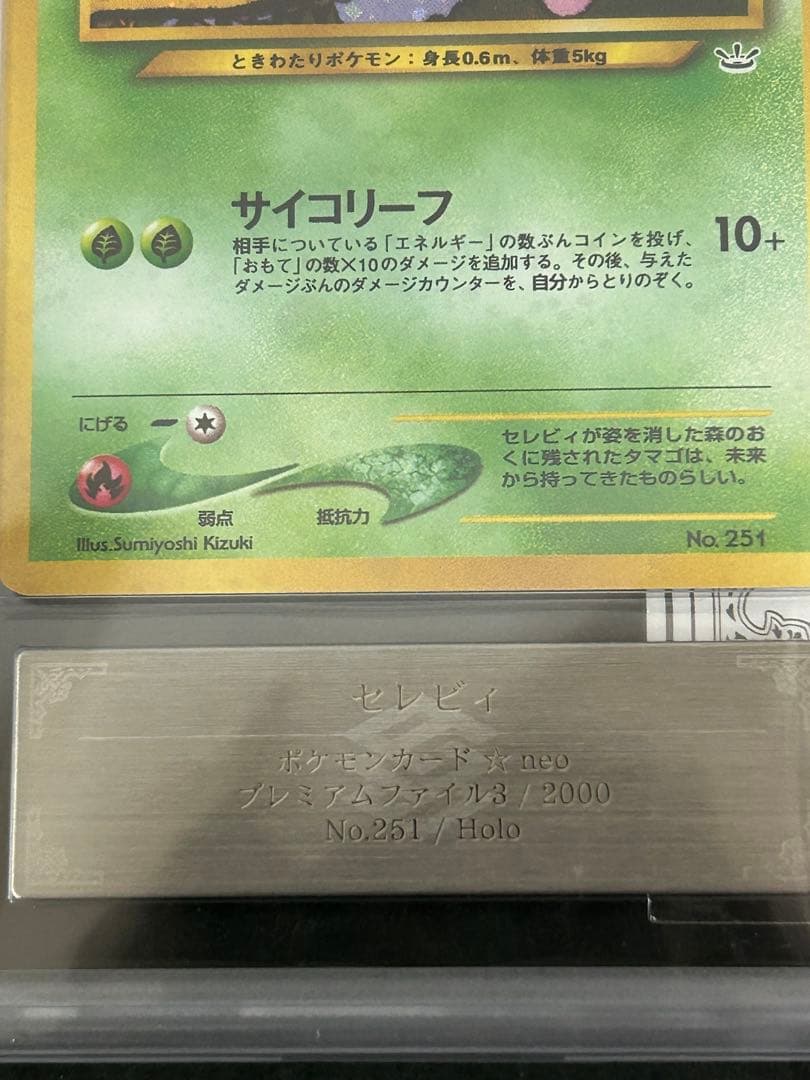 ときわたりポケモン：身長0.6m、体重5kg
サイコリーフ
相手についている「エネルギー」の数ぶんコインを投げ、
「おもて」の数×10のダメージを追加する。その後、与えた
ダメージぶんのダメージカウンターを、自分からとりのぞく。
10+
にげる
弱点
抵抗力
セレビィが姿を消した森のお
くに残されたタマゴは、未来
から持ってきたものらしい。
Illus.Sumiyoshi Kizuki
No. 251
セレビィ
ポケモンカード ☆ neo
プレミアムファイル3 / 2000
No.251 / Holo